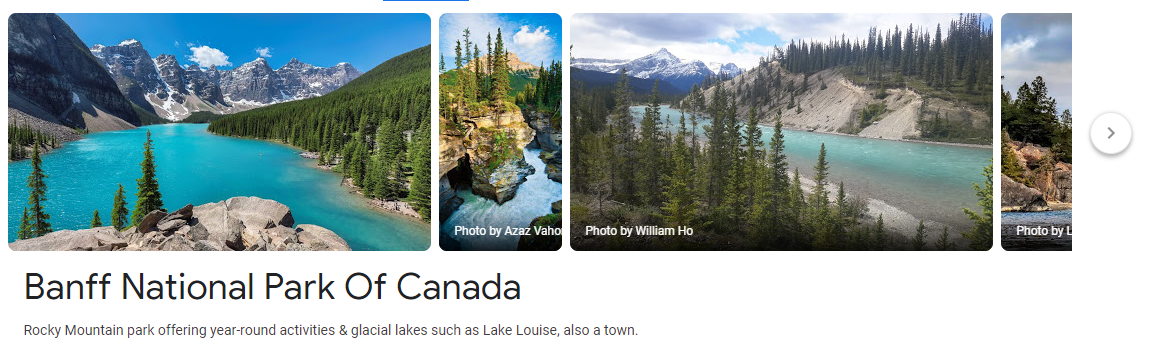 Photo by Azaz Vaho
Photo by William Ho
Photo by L
Banff National Park Of Canada
Rocky Mountain park offering year-round activities & glacial lakes such as Lake Louise, also a town.